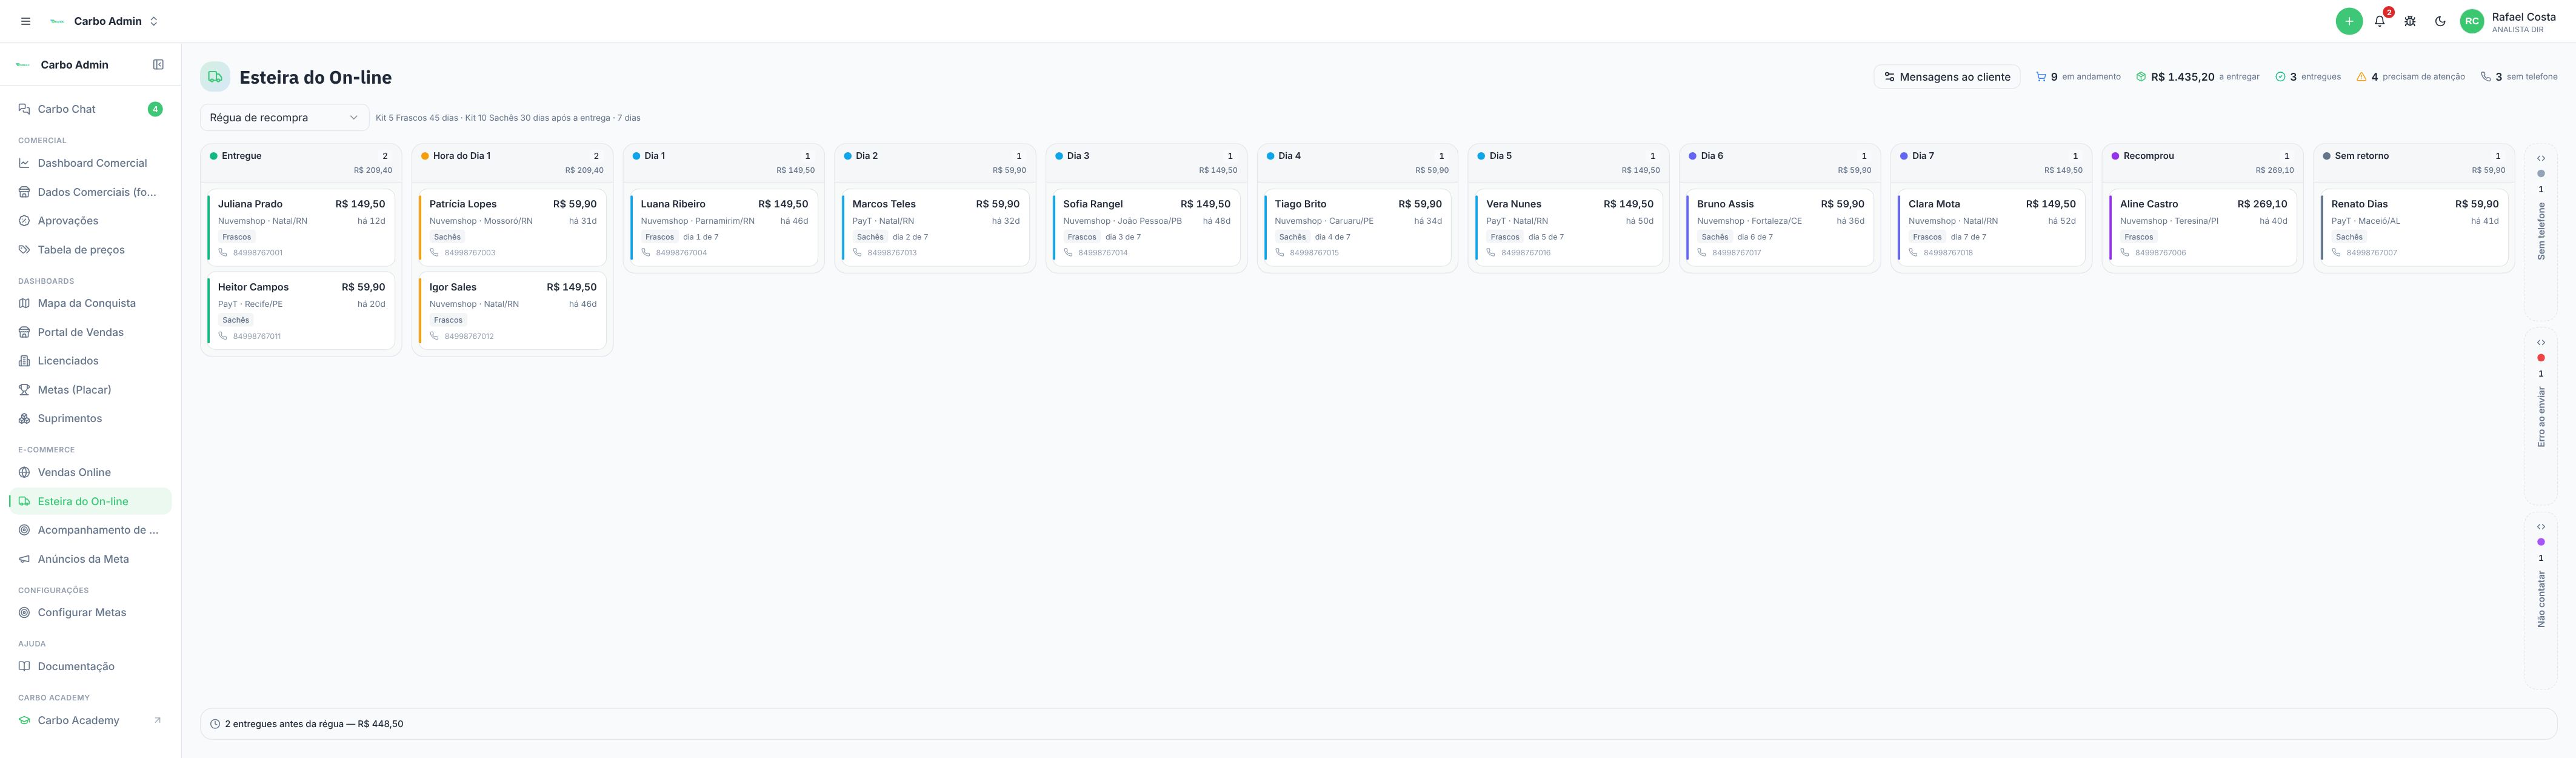 Carbo Admin
2
RC
Rafael Costa
ANALISTA DIR
Carbo Admin
Carbo Chat
4
COMERCIAL
Dashboard Comercial
Dados Comerciais (fo...
Aprovações
Tabela de preços
DASHBOARDS
Mapa da Conquista
Portal de Vendas
Licenciados
Metas (Placar)
Suprimentos
E-COMMERCE
Vendas Online
Esteira do On-line
Acompanhamento de ...
Anúncios da Meta
CONFIGURAÇÕES
Configurar Metas
AJUDA
Documentação
CARBO ACADEMY
Carbo Academy
Esteira do On-line
Mensagens ao cliente
9 em andamento
R$ 1.435,20 a entregar
3 entregues
4 precisam de atenção
3 sem telefone
Régua de recompra
Kit 5 Frascos 45 dias · Kit 10 Sachês 30 dias após a entrega · 7 dias
Entregue 2
R$ 209,40
Juliana Prado R$ 149,50
Nuvemshop · Natal/RN há 12d
Frascos
84998767001
Heitor Campos R$ 59,90
PayT · Recife/PE há 20d
Sachês
84998767011
Hora do Dia 1 2
R$ 209,40
Patrícia Lopes R$ 59,90
Nuvemshop · Mossoró/RN há 31d
Sachês
84998767003
Igor Sales R$ 149,50
Nuvemshop · Natal/RN há 46d
Frascos
84998767012
Dia 1 1
R$ 149,50
Luana Ribeiro R$ 149,50
Nuvemshop · Parnamirim/RN há 46d
Frascos dia 1 de 7
84998767004
Dia 2 1
R$ 59,90
Marcos Teles R$ 59,90
PayT · Natal/RN há 32d
Sachês dia 2 de 7
84998767013
Dia 3 1
R$ 149,50
Sofia Rangel R$ 149,50
Nuvemshop · João Pessoa/PB há 48d
Frascos dia 3 de 7
84998767014
Dia 4 1
R$ 59,90
Tiago Brito R$ 59,90
Nuvemshop · Caruaru/PE há 34d
Sachês dia 4 de 7
84998767015
Dia 5 1
R$ 149,50
Vera Nunes R$ 149,50
PayT · Natal/RN há 50d
Frascos dia 5 de 7
84998767016
Dia 6 1
R$ 59,90
Bruno Assis R$ 59,90
Nuvemshop · Fortaleza/CE há 36d
Sachês dia 6 de 7
84998767017
Dia 7 1
R$ 149,50
Clara Mota R$ 149,50
Nuvemshop · Natal/RN há 52d
Frascos dia 7 de 7
84998767018
Recomprou 1
R$ 269,10
Aline Castro R$ 269,10
Nuvemshop · Teresina/PI há 40d
Frascos
84998767006
Sem retorno 1
R$ 59,90
Renato Dias R$ 59,90
PayT · Maceió/AL há 41d
Sachês
84998767007
1
Sem telefone
1
Erro ao enviar
1
Não contatar
2 entregues antes da régua — R$ 448,50